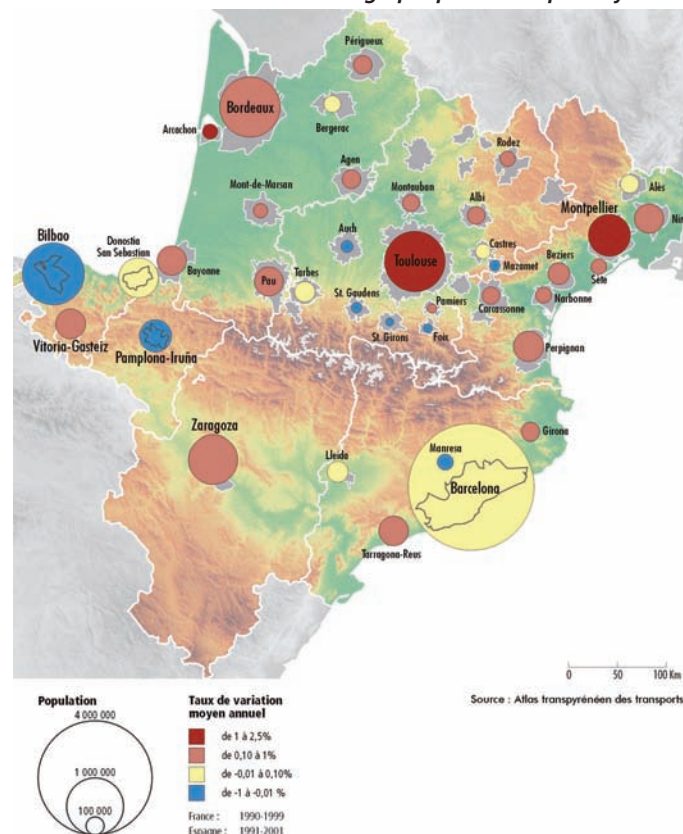 Périgueux
Bordeaux
Arcachon
Bergerac
Rodez
Agen
Mont-de-Marsan
Montauban
Albi
Alès
Montpellier
Bilbao
Donostia
San Sebastian
Auch
Castres
Bayonne
Toulouse
Mazamet
Beziers
Sète
Pau
Tarbes
St. Gaudens
Pamiers
Carcassonne
Narbonne
Vitoria-Gasteiz
Pamplona-Iruña
St. Girons
Foix
Perpignan
Zaragoza
Girona
Lleida
Manresa
Barcelona
Tarragona-Reus
0 50 100 Km
Source : Atlas transpyrénéen des transports
Population
4 000 000
1 000 000
100 000
Taux de variation
moyen annuel
de 1 à 2,5%
de 0,10 à 1%
de -0,01 à 0,10%
de -1 à -0,01 %
France : 1990-1999
Espagne : 1991-2001